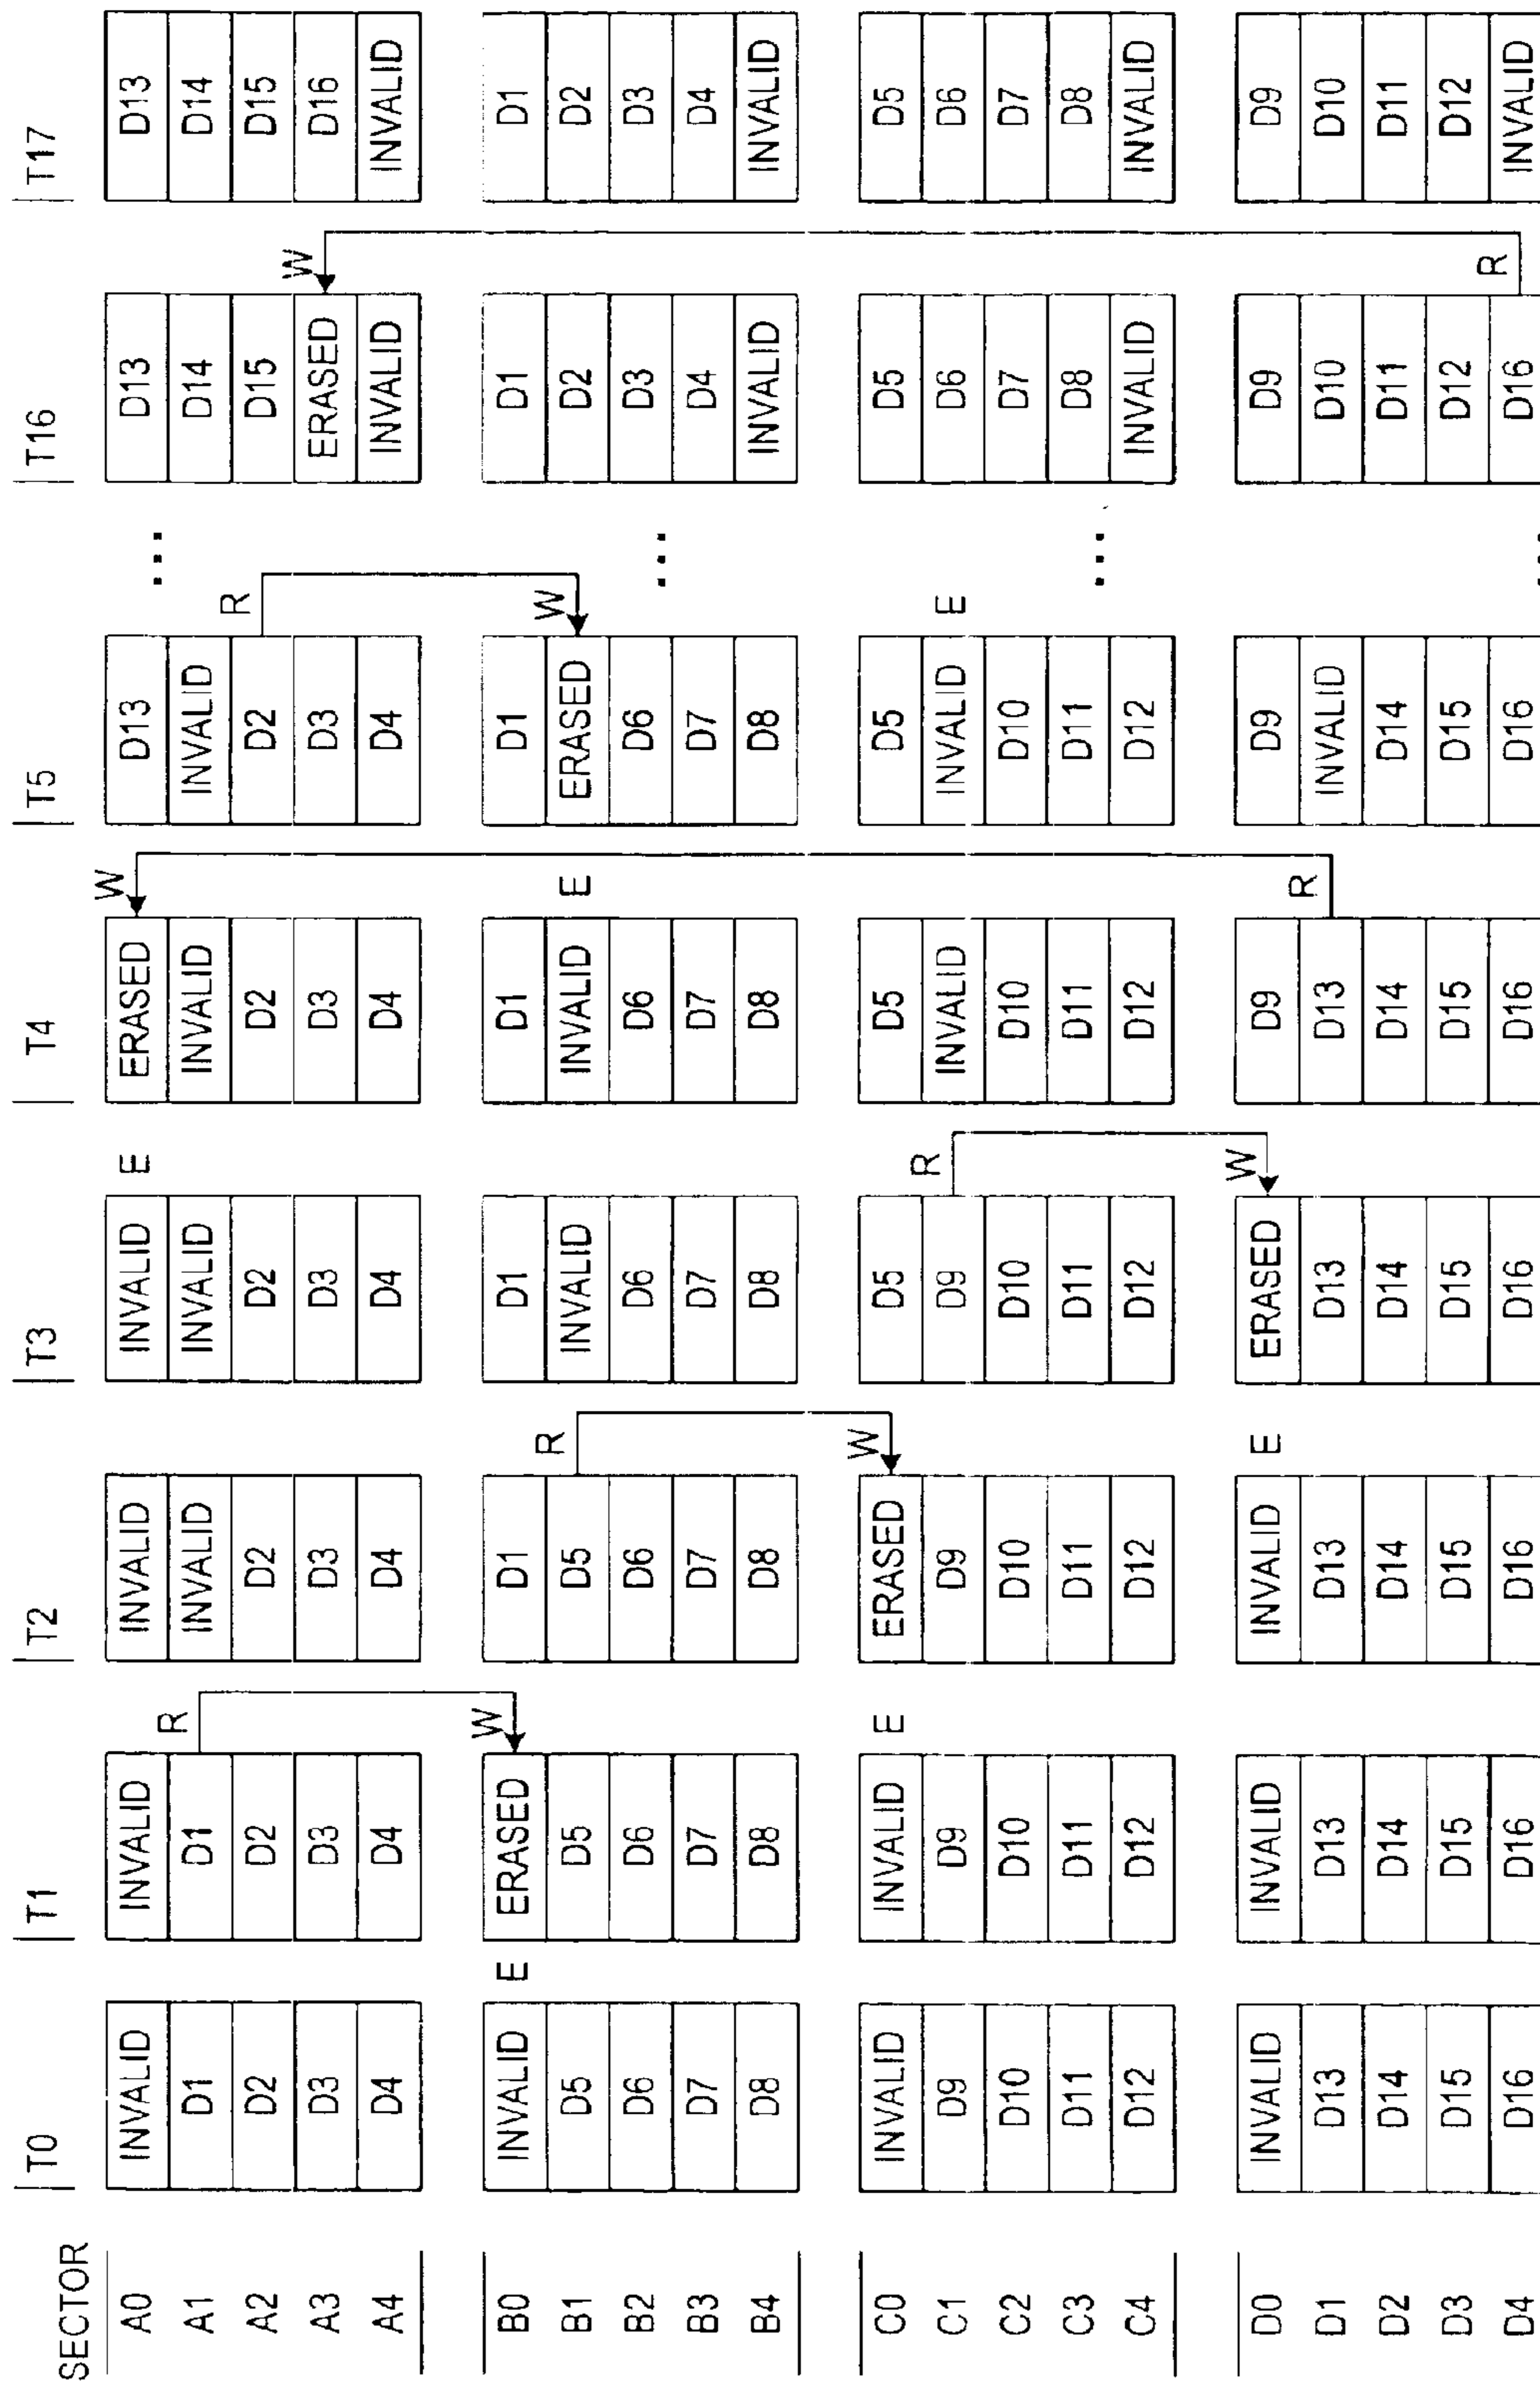 T0 T1 T2 T3 T4 T5 T16 T17
SECTOR
A0 INVALID INVALID INVALID INVALID E ERASED W D13 ... D13 D13
A1 INVALID D1 D1 R INVALID INVALID INVALID INVALID D14 D14
A2 D2 D2 D2 D2 D2 D2 R D15 D15
A3 D3 D3 D3 D3 D3 D3 ERASED W D16
A4 D4 D4 D4 D4 D4 D4 INVALID INVALID
B0 INVALID E ERASED W D1 D1 D1 D1 D1 D1
B1 D5 D5 D5 R INVALID INVALID E ERASED W D2 D2
B2 D6 D6 D6 D6 D6 D6 ... D3 D3
B3 D7 D7 D7 D7 D7 D7 D4 D4
B4 D8 D8 D8 D8 D8 D8 INVALID INVALID
C0 INVALID INVALID E ERASED W D5 D5 D5 D5 D5
C1 D9 D9 D9 D9 R INVALID INVALID E D6 D6
C2 D10 D10 D10 D10 D10 D10 D7 D7
C3 D11 D11 D11 D11 D11 D11 ... D8 D8
C4 D12 D12 D12 D12 D12 D12 INVALID INVALID
D0 INVALID INVALID INVALID E ERASED W D9 D9 D9 D9
D1 D13 D13 D13 D13 D13 R INVALID D10 D10
D2 D14 D14 D14 D14 D14 D14 D11 D11
D3 D15 D15 D15 D15 D15 D15 D12 D12
D4 D16 D16 D16 D16 D16 D16 ... D16 R INVALID